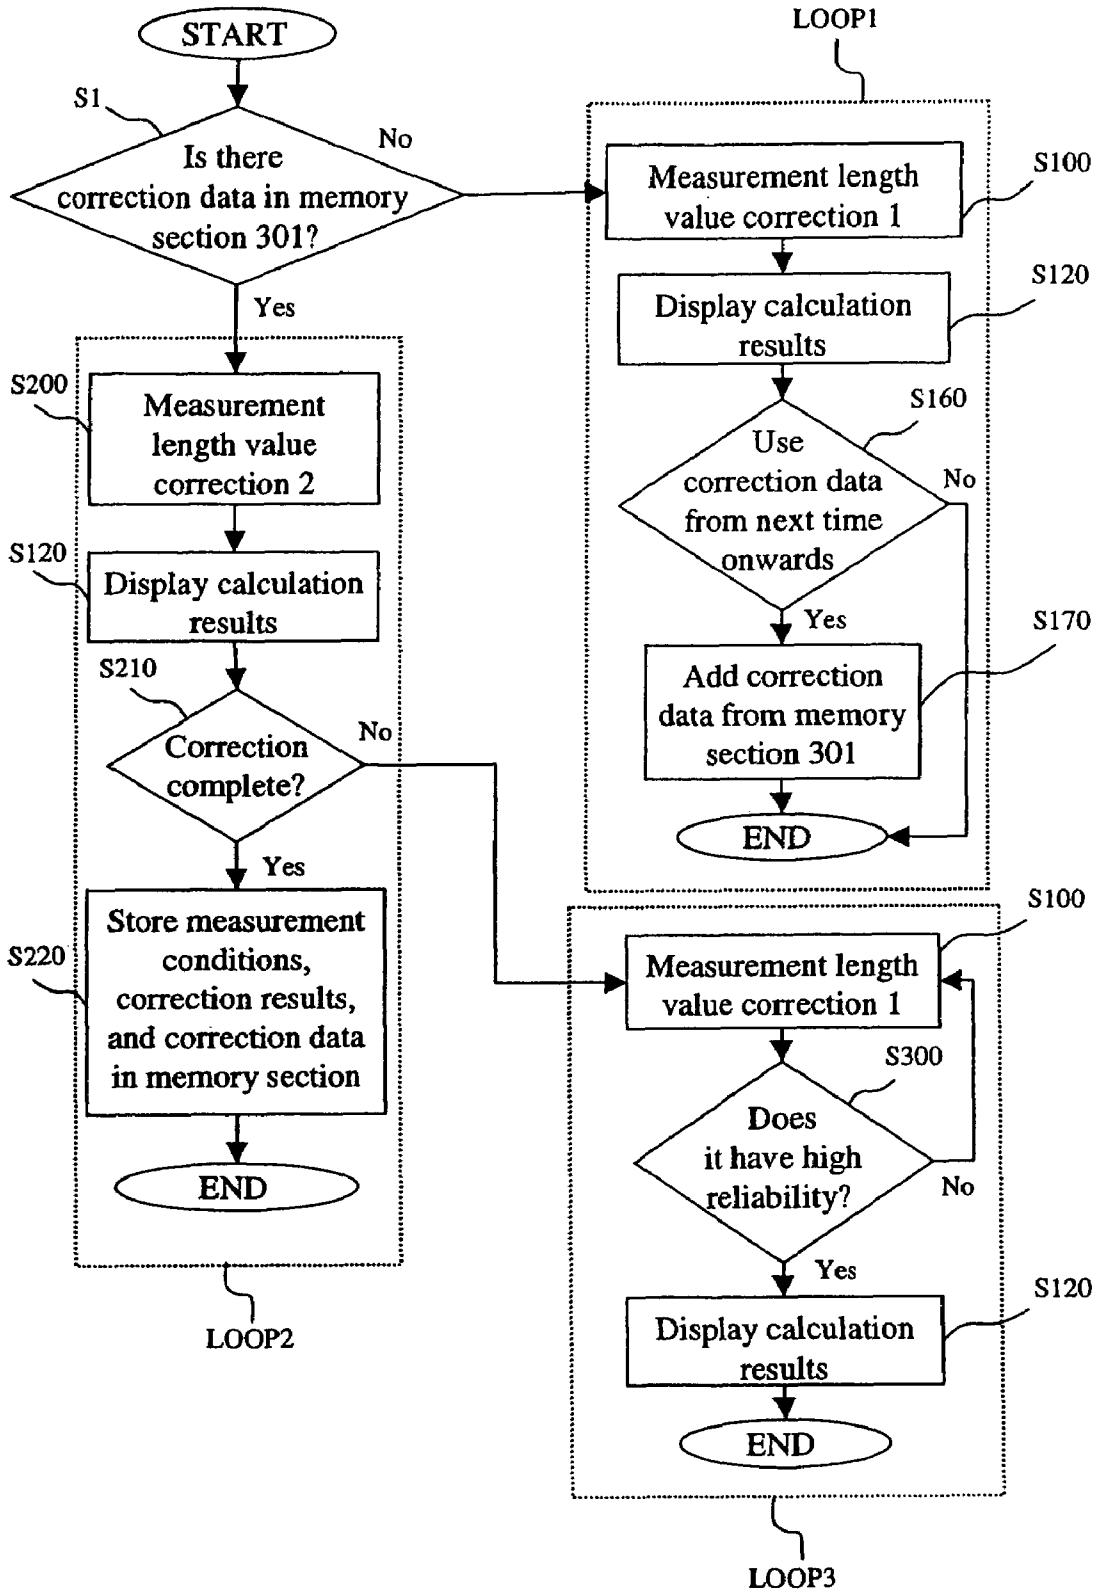 START
S1
Is there
correction data in memory
section 301?
No
Yes
LOOP1
Measurement length
value correction 1
S100
Display calculation
results
S120
S160
Use
correction data
from next time
onwards
No
Yes
S170
Add correction
data from memory
section 301
END
S200
Measurement
length value
correction 2
S120
Display calculation
results
S210
Correction
complete?
No
Yes
S220
Store measurement
conditions,
correction results,
and correction data
in memory section
END
LOOP2
S100
Measurement length
value correction 1
S300
Does
it have high
reliability?
No
Yes
S120
Display calculation
results
END
LOOP3